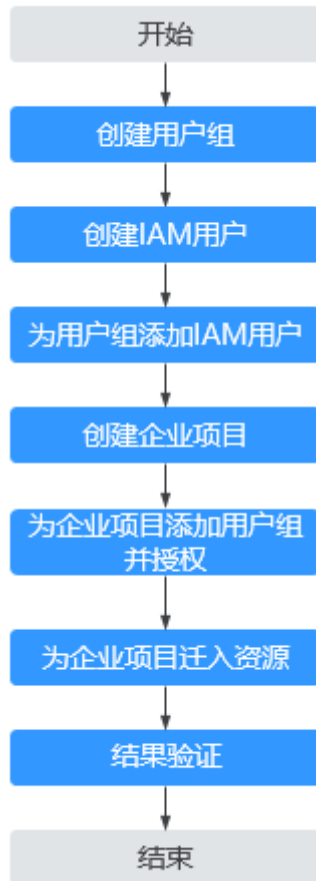 开始
创建用户组
创建IAM用户
为用户组添加IAM用户
创建企业项目
为企业项目添加用户组
并授权
为企业项目迁入资源
结果验证
结束